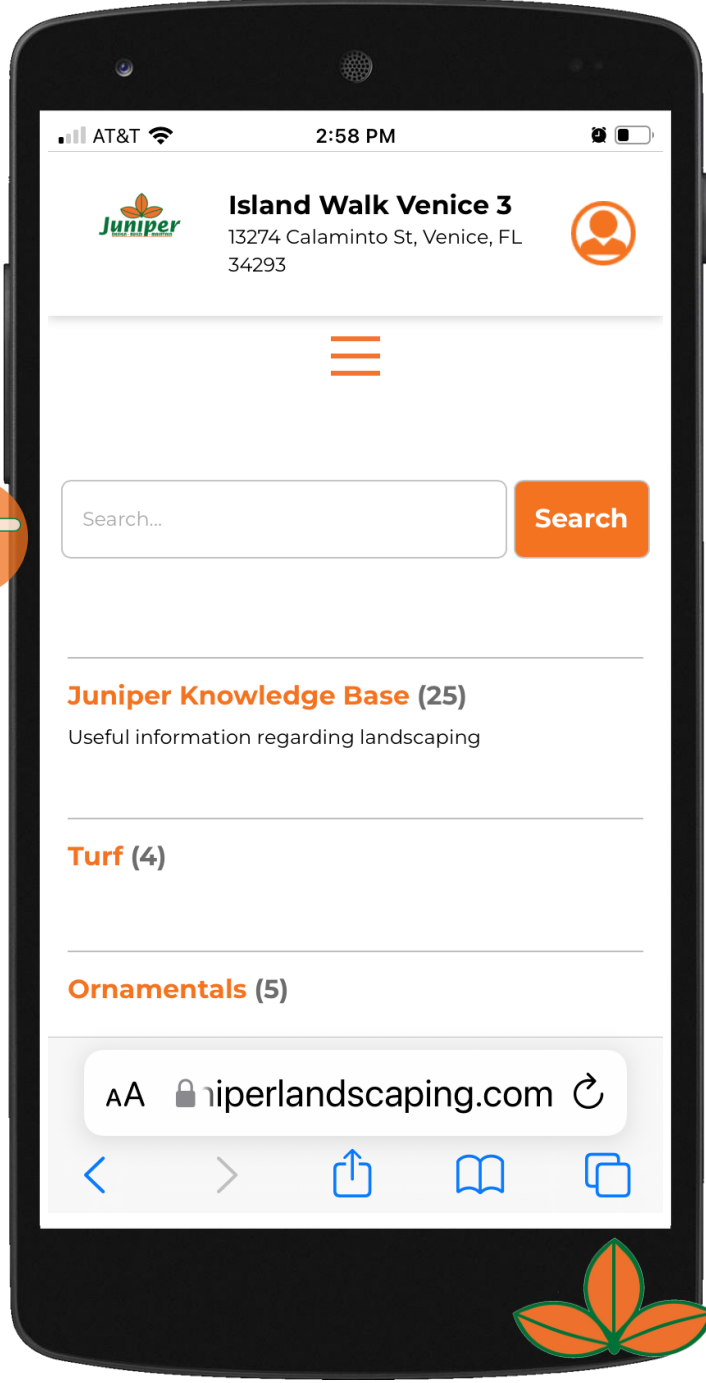 AT&T
2:58 PM
Juniper
Island Walk Venice 3
13274 Calaminto St, Venice, FL
34293
Search...
Search
Juniper Knowledge Base (25)
Useful information regarding landscaping
Turf (4)
Ornamentals (5)
AA niperlandscaping.com